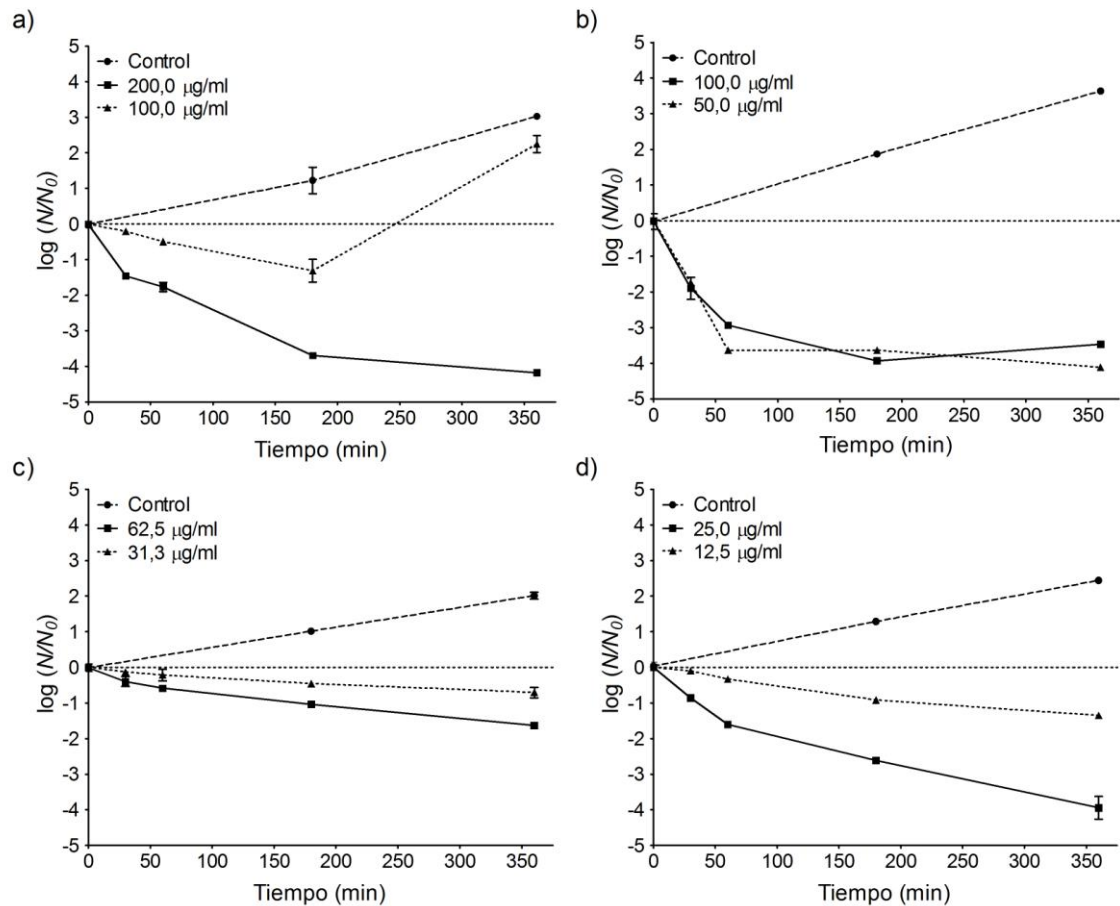 a)
5
4
3
2
1
0
-1
-2
-3
-4
-5
log (N/N0)
Control
200,0 µg/ml
100,0 µg/ml
0 50 100 150 200 250 300 350
Tiempo (min)
b)
5
4
3
2
1
0
-1
-2
-3
-4
-5
log (N/N0)
Control
100,0 µg/ml
50,0 µg/ml
0 50 100 150 200 250 300 350
Tiempo (min)
c)
5
4
3
2
1
0
-1
-2
-3
-4
-5
log (N/N0)
Control
62,5 µg/ml
31,3 µg/ml
0 50 100 150 200 250 300 350
Tiempo (min)
d)
5
4
3
2
1
0
-1
-2
-3
-4
-5
log (N/N0)
Control
25,0 µg/ml
12,5 µg/ml
0 50 100 150 200 250 300 350
Tiempo (min)